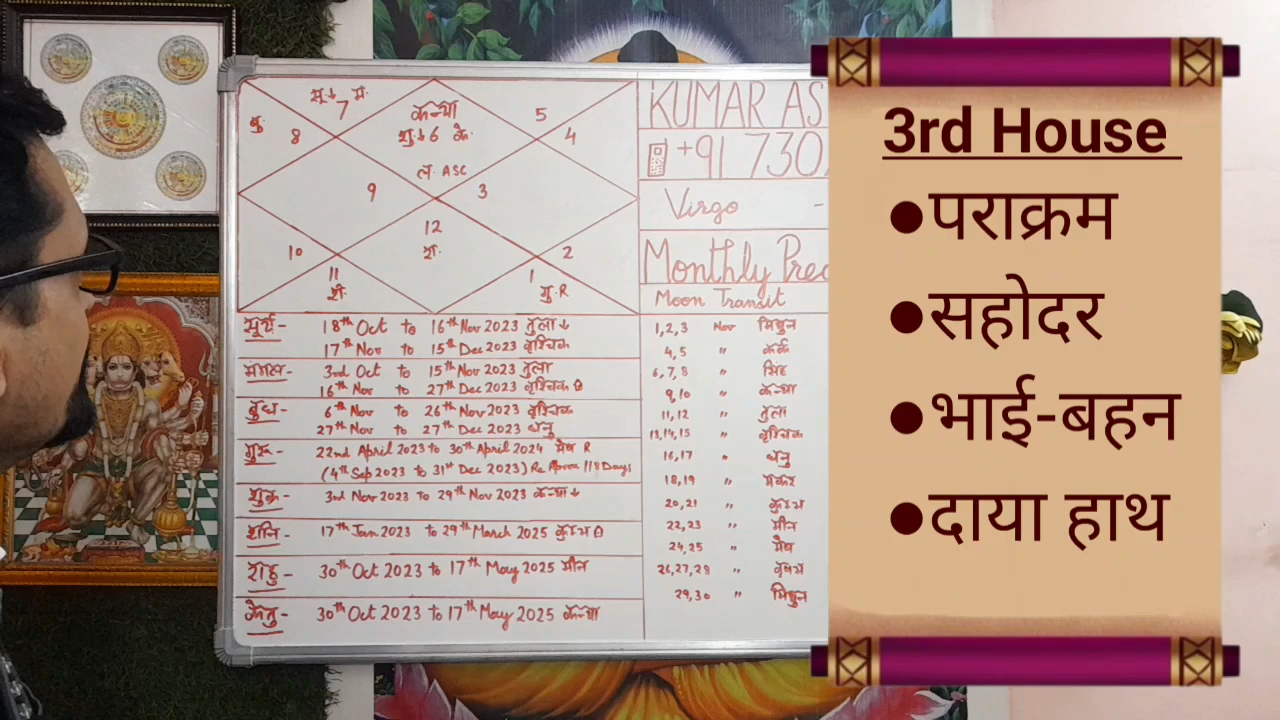 सू↓ मं
7
बु
8
कन्या
शु↓ 6 के
5
4
ल. ASC
9
3
12
रा.
10
2
11
श.
1
गु. R
सूर्य - 18th Oct to 16th Nov 2023 तुला ↓
17th Nov to 15th Dec 2023 वृश्चिक
मंगल - 3rd Oct to 15th Nov 2023 तुला
16th Nov to 27th Dec 2023 वृश्चिक
बुध - 6th Nov to 26th Nov 2023 वृश्चिक
27th Nov to 27th Dec 2023 धनु
गुरू - 22nd April 2023 to 30th April 2024 मेष R
(4th Sep 2023 to 31st Dec 2023) Re Aprox 118 Days
शुक्र - 3rd Nov 2023 to 29th Nov 2023 कन्या ↓
शनि - 17th Jan 2023 to 29th March 2025 कुंभ
राहु - 30th Oct 2023 to 17th May 2025 मीन
केतु - 30th Oct 2023 to 17th May 2025 कन्या
KUMAR AS
+91 730
Virgo -
Monthly Pred
Moon Transit
1,2,3 Nov मिथुन
4,5 " कर्क
6,7,8 " सिंह
9,10 " कन्या
11,12 " तुला
13,14,15 " वृश्चिक
16,17 " धनु
18,19 " मकर
20,21 " कुंभ
22,23 " मीन
24,25 " मेष
26,27,28 " वृषभ
29,30 " मिथुन
3rd House
●पराक्रम
●सहोदर
●भाई-बहन
●दाया हाथ